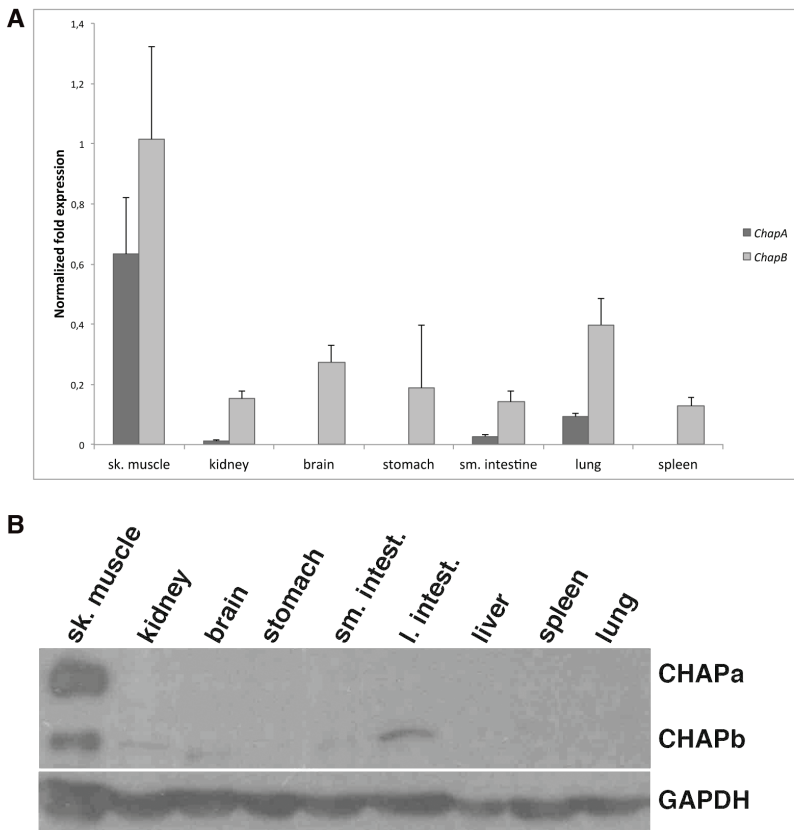 A
1,4
1,2
1
0,8
0,6
0,4
0,2
0
Normalized fold expression
ChapA
ChapB
sk. muscle kidney brain stomach sm. intestine lung spleen
B
sk. muscle kidney brain stomach sm. intest. l. intest. liver spleen lung
CHAPa
CHAPb
GAPDH